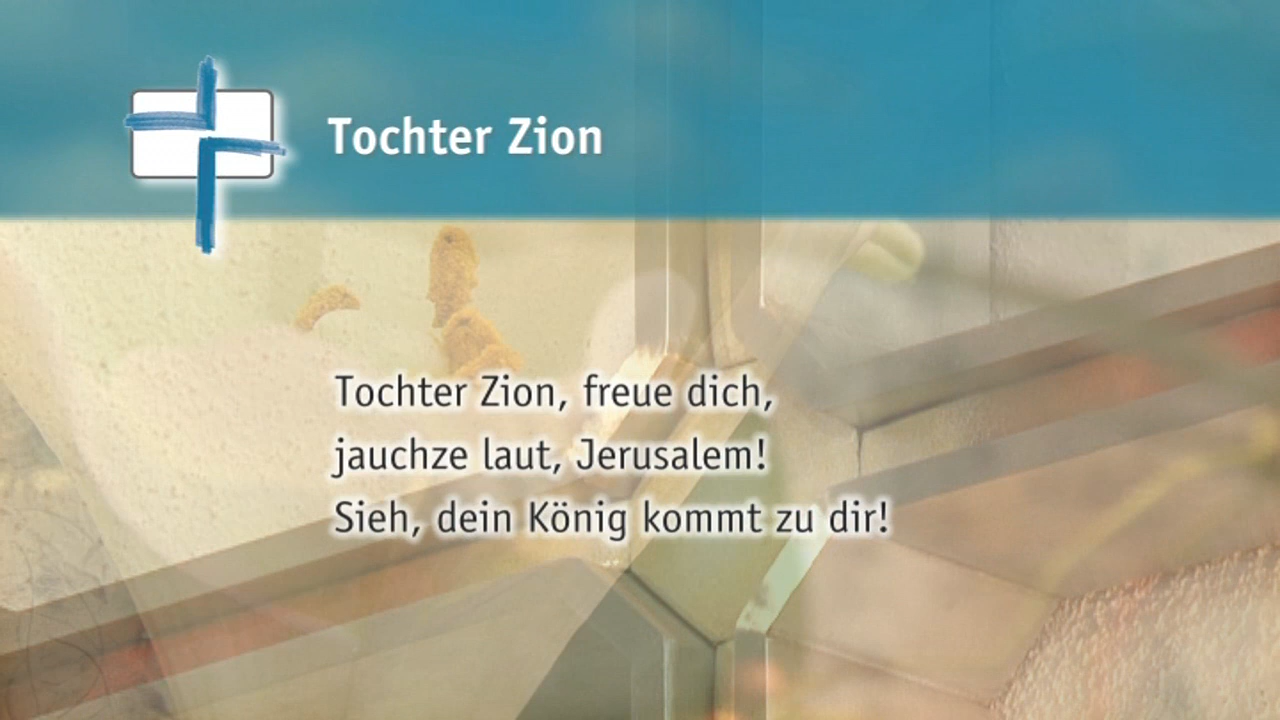 Tochter Zion
Tochter Zion, freue dich,
jauchze laut, Jerusalem!
Sieh, dein König kommt zu dir!